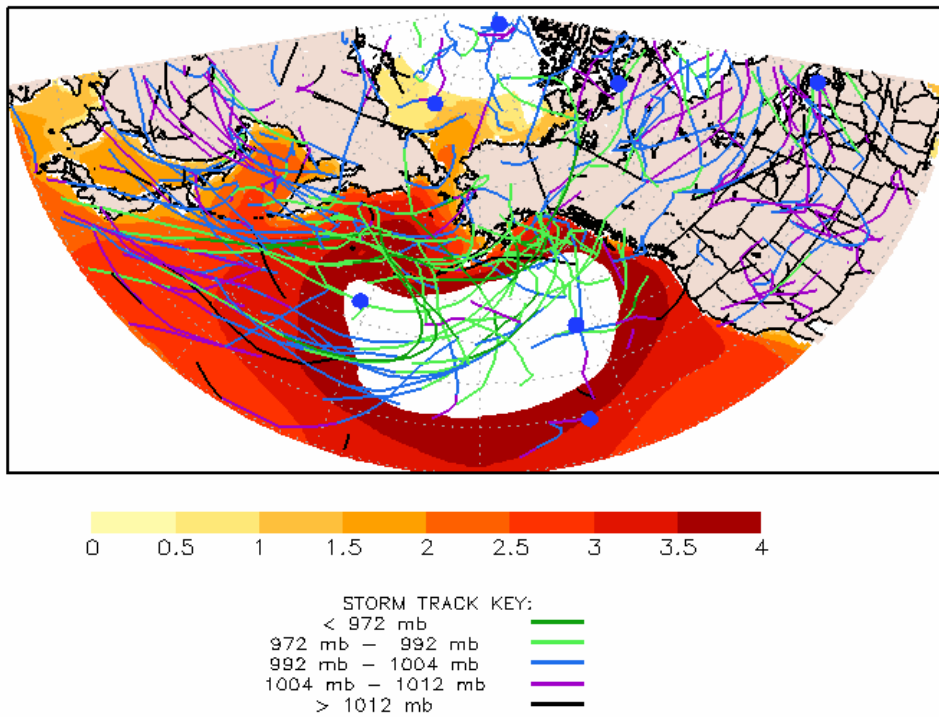 0 0.5 1 1.5 2 2.5 3 3.5 4
STORM TRACK KEY:
< 972 mb
972 mb – 992 mb
992 mb – 1004 mb
1004 mb – 1012 mb
> 1012 mb